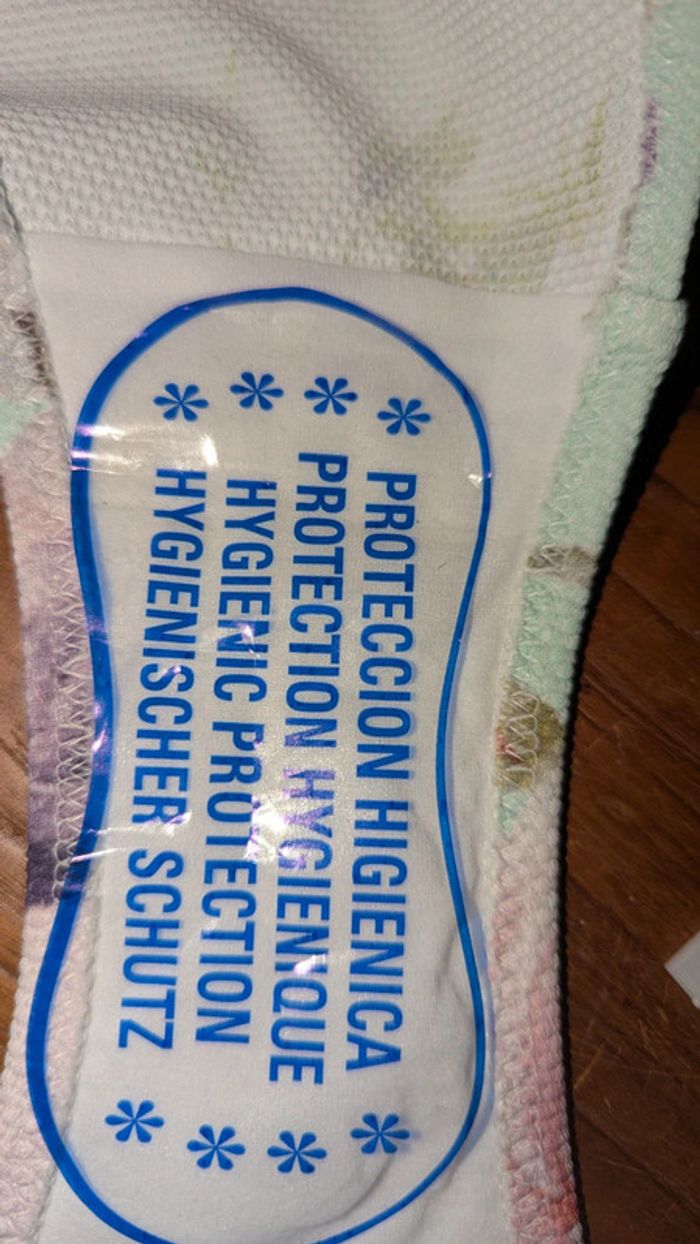 * PROTECCION HIGIENICA *
* PROTECTION HYGIENIQUE *
* HYGIENIC PROTECTION *
* HYGIENISCHER SCHUTZ *